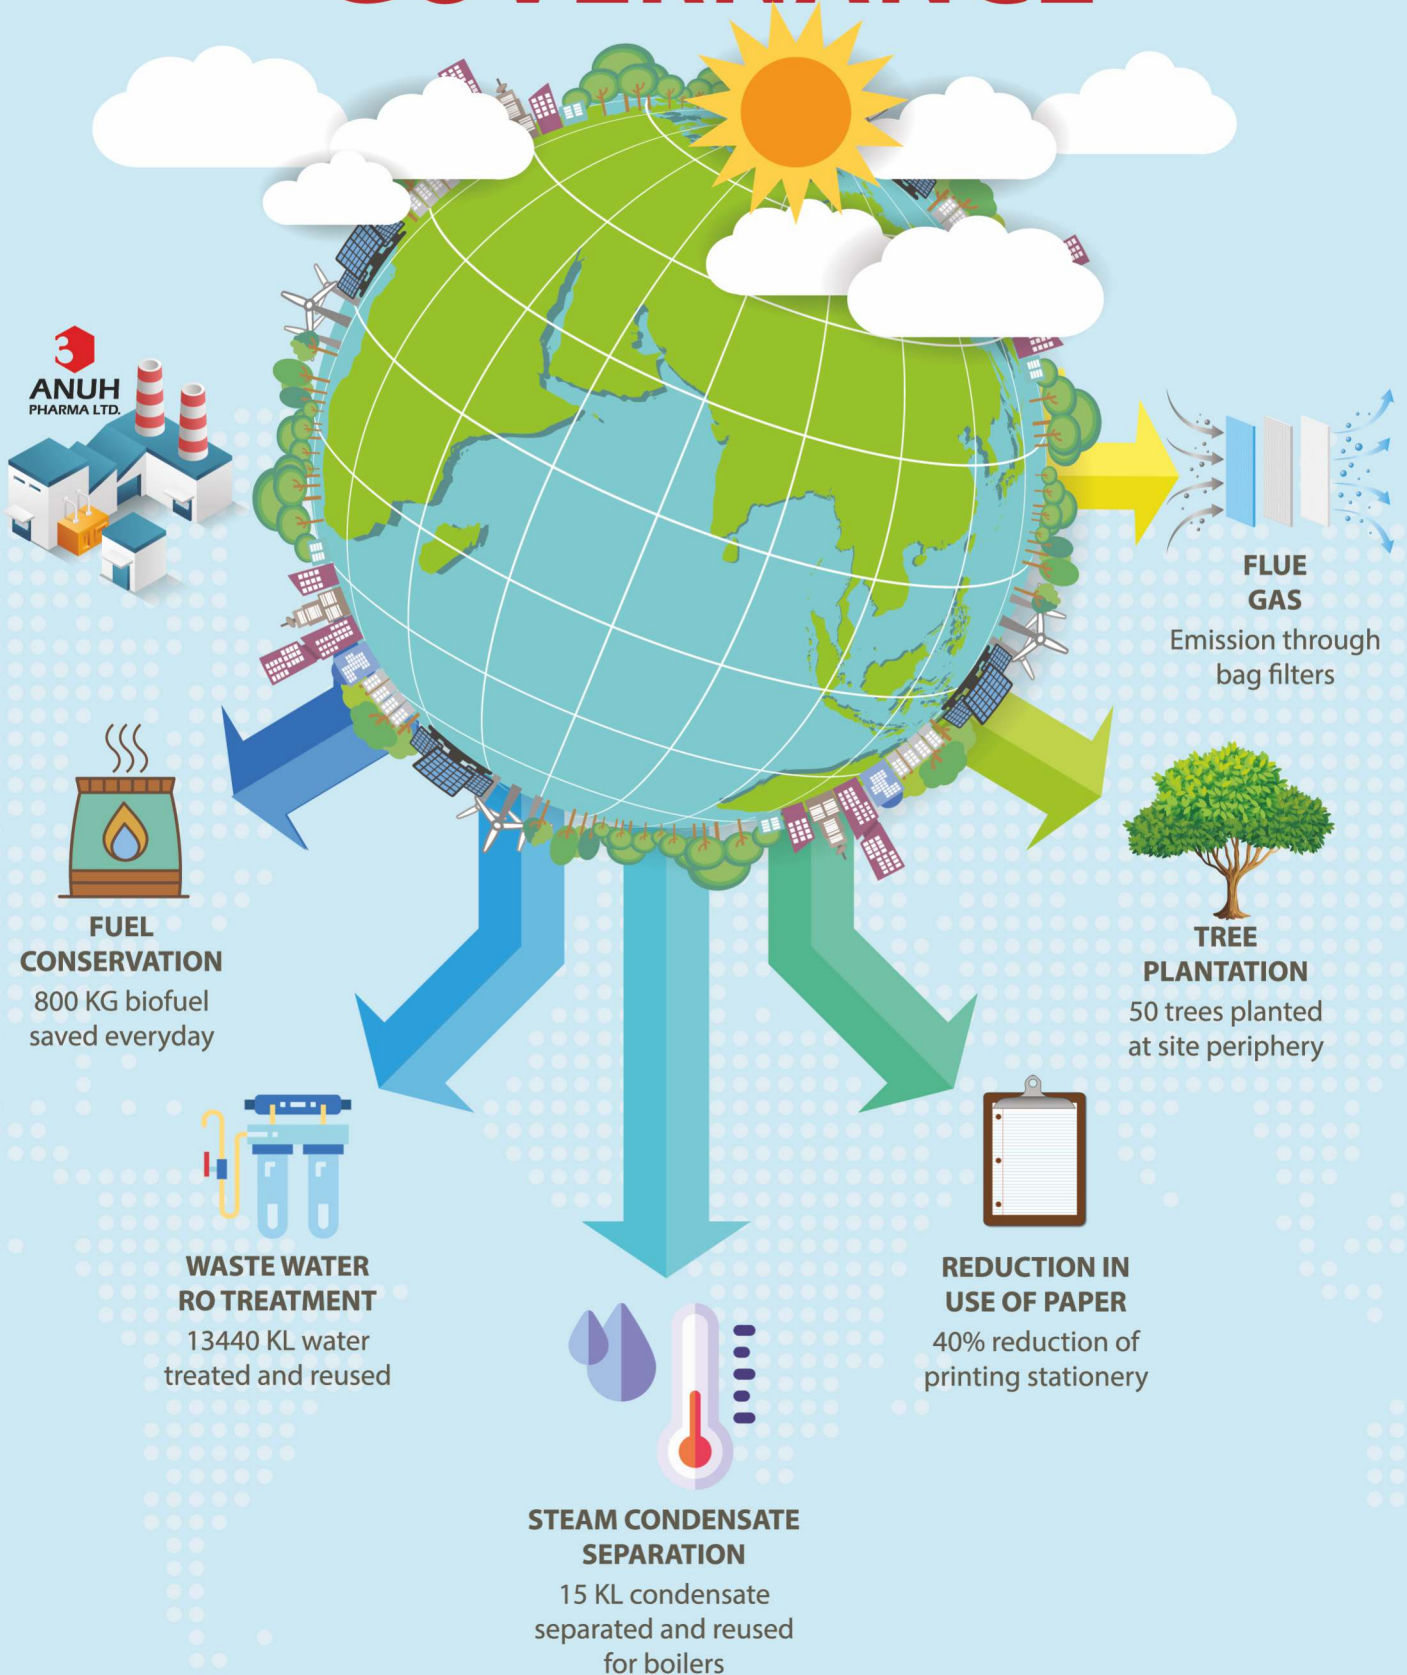 GOVERNANCE
3
ANUH
PHARMA LTD.
FLUE
GAS
Emission through
bag filters
FUEL
CONSERVATION
800 KG biofuel
saved everyday
TREE
PLANTATION
50 trees planted
at site periphery
WASTE WATER
RO TREATMENT
13440 KL water
treated and reused
REDUCTION IN
USE OF PAPER
40% reduction of
printing stationery
STEAM CONDENSATE
SEPARATION
15 KL condensate
separated and reused
for boilers